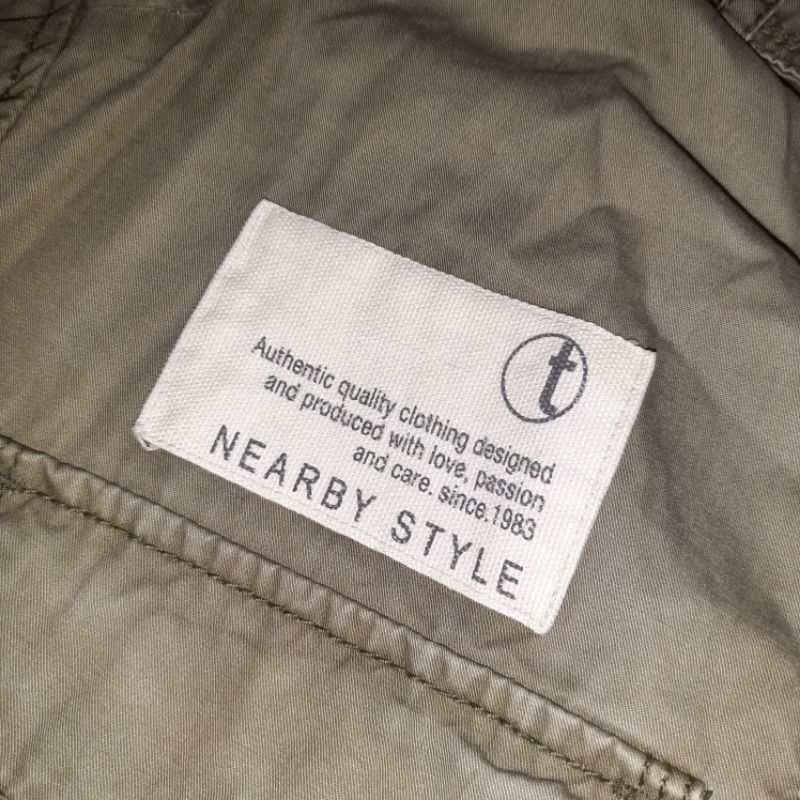 t
Authentic quality clothing designed
and produced with love, passion
and care. since.1983
NEARBY STYLE